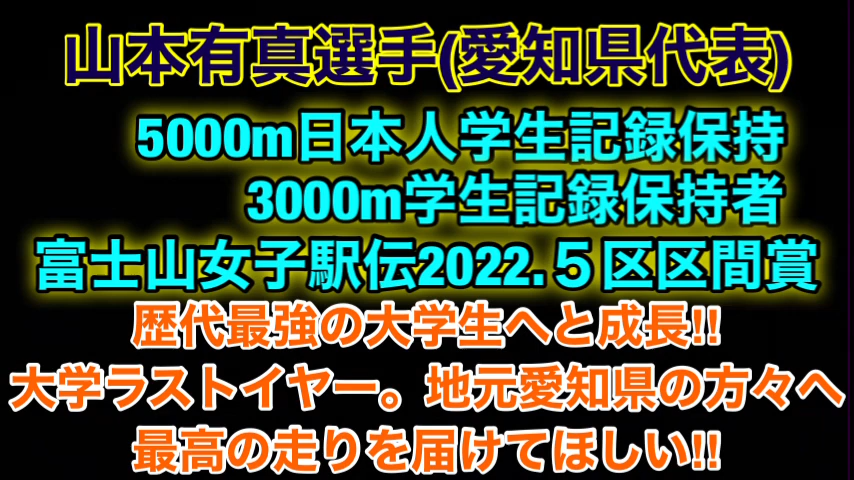 山本有真選手(愛知県代表)
5000m日本人学生記録保持
3000m学生記録保持者
富士山女子駅伝2022.５区区間賞
歴代最強の大学生へと成長!!
大学ラストイヤー。地元愛知県の方々へ
最高の走りを届けてほしい!!